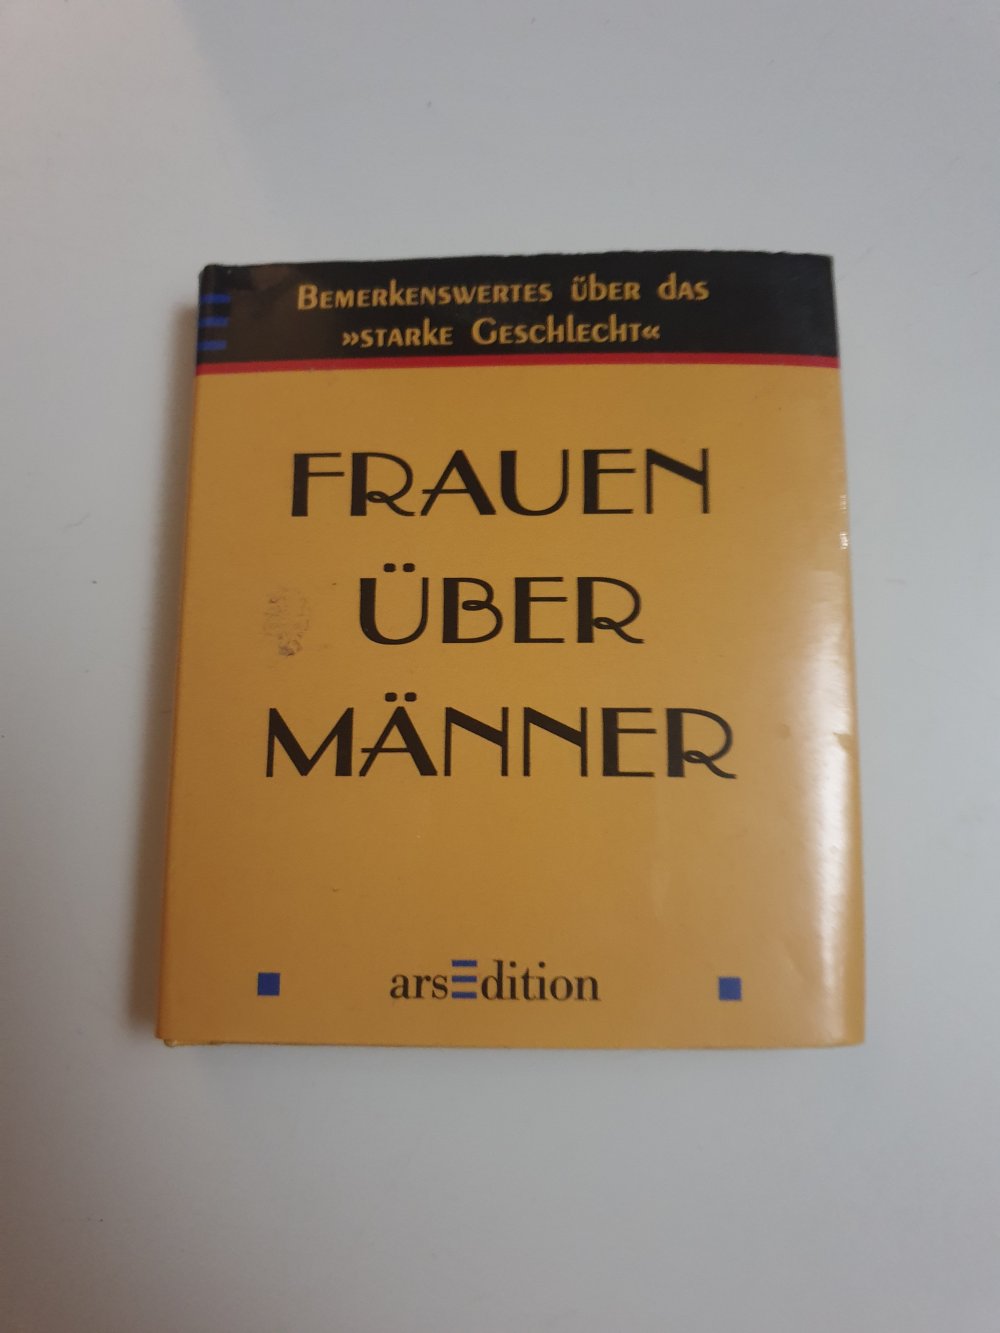 Bemerkenswertes über das
»starke Geschlecht«
FRAUEN
ÜBER
MÄNNER
arsEdition